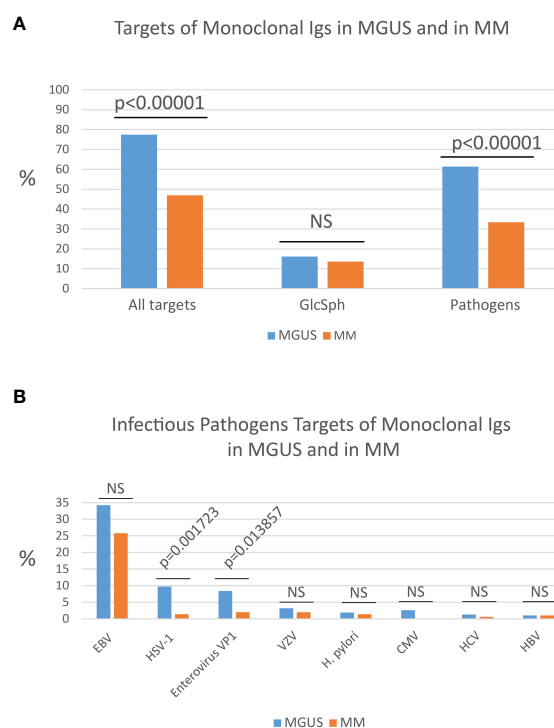 A
Targets of Monoclonal Igs in MGUS and in MM
100
90
80
70
60
50
40
30
20
10
0
%
p<0.00001
NS
p<0.00001
All targets
GlcSph
Pathogens
MGUS MM
B
Infectious Pathogens Targets of Monoclonal Igs
in MGUS and in MM
35
30
25
20
15
10
5
0
%
NS
p=0.001723
p=0.013857
NS
NS
NS
NS
NS
EBV
HSV-1
Enterovirus VP1
VZV
H. pylori
CMV
HCV
HBV
MGUS MM